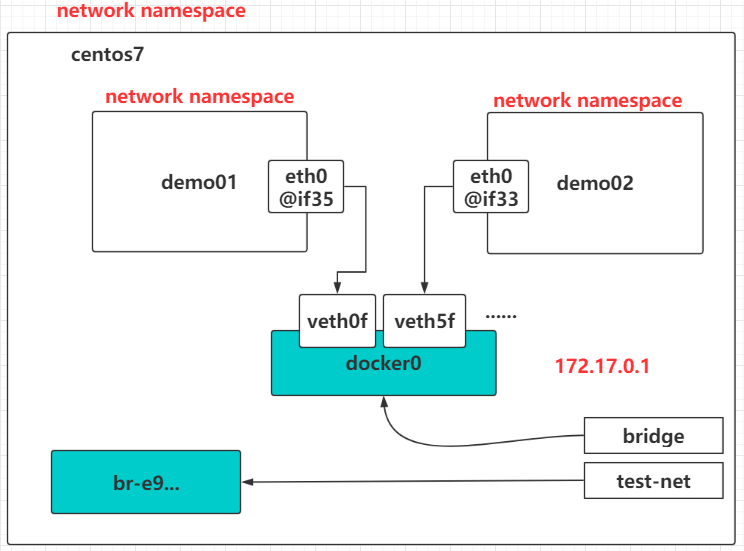 network namespace
centos7
network namespace
network namespace
demo01
eth0
@if35
eth0
@if33
demo02
veth0f
veth5f
......
docker0
172.17.0.1
bridge
br-e9...
test-net